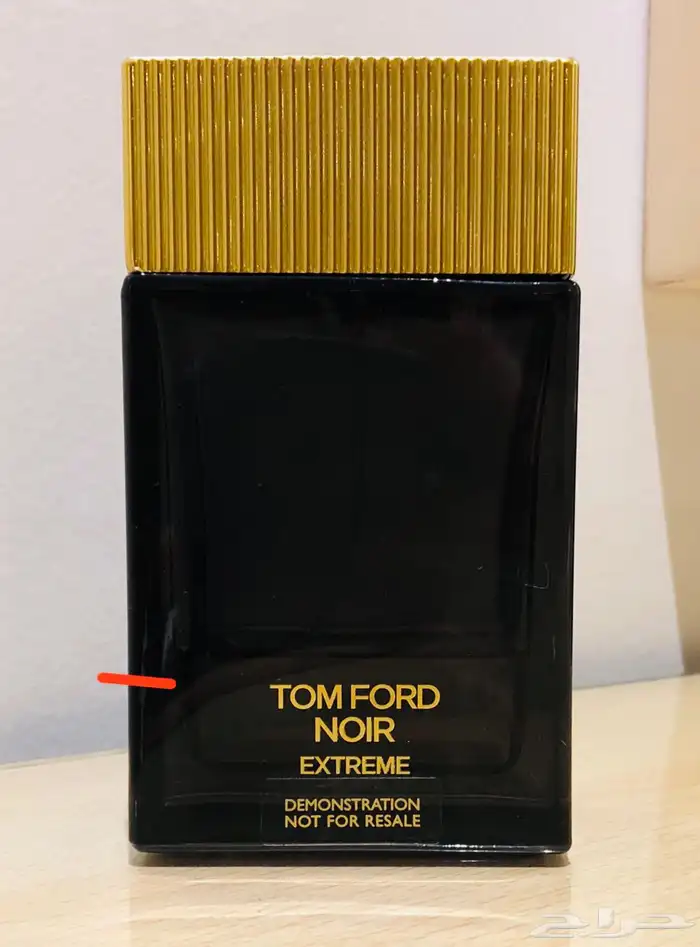 TOM FORD
NOIR
EXTREME
DEMONSTRATION
NOT FOR RESALE
حراج